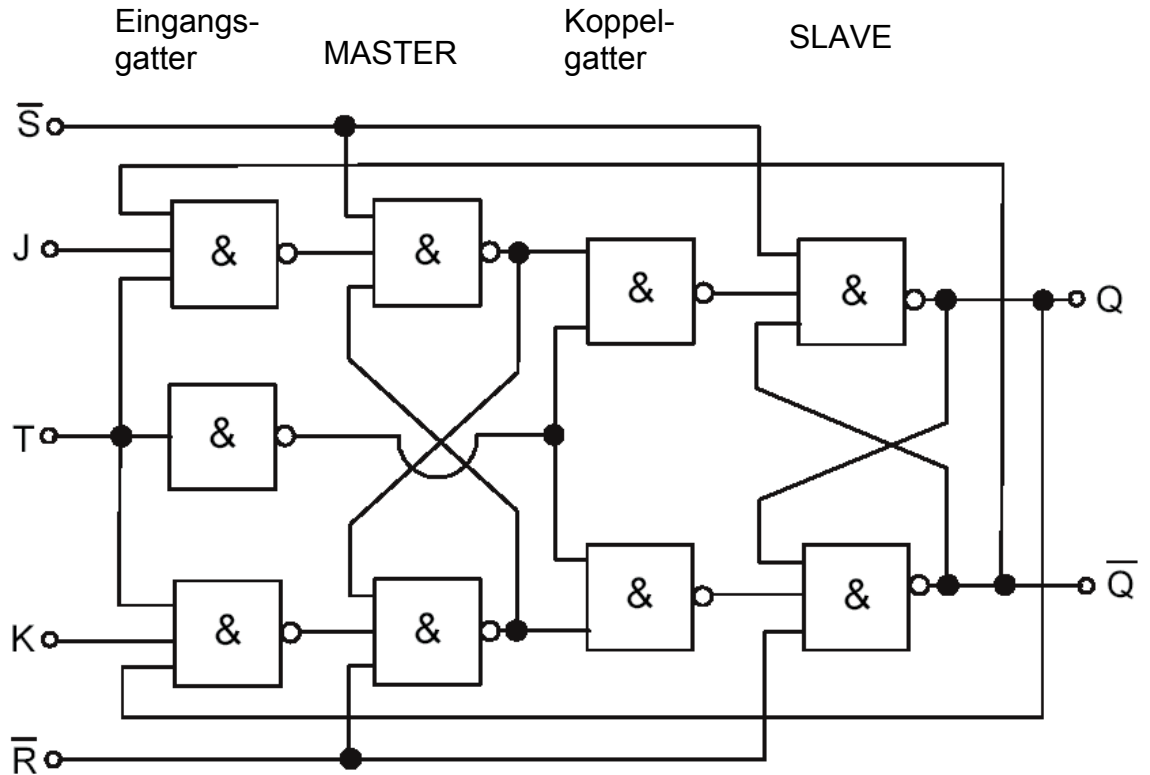 Eingangs-
gatter
MASTER
Koppel-
gatter
SLAVE
S̅
J
T
K
R̅
&
&
&
&
&
&
&
&
&
Q
Q̅